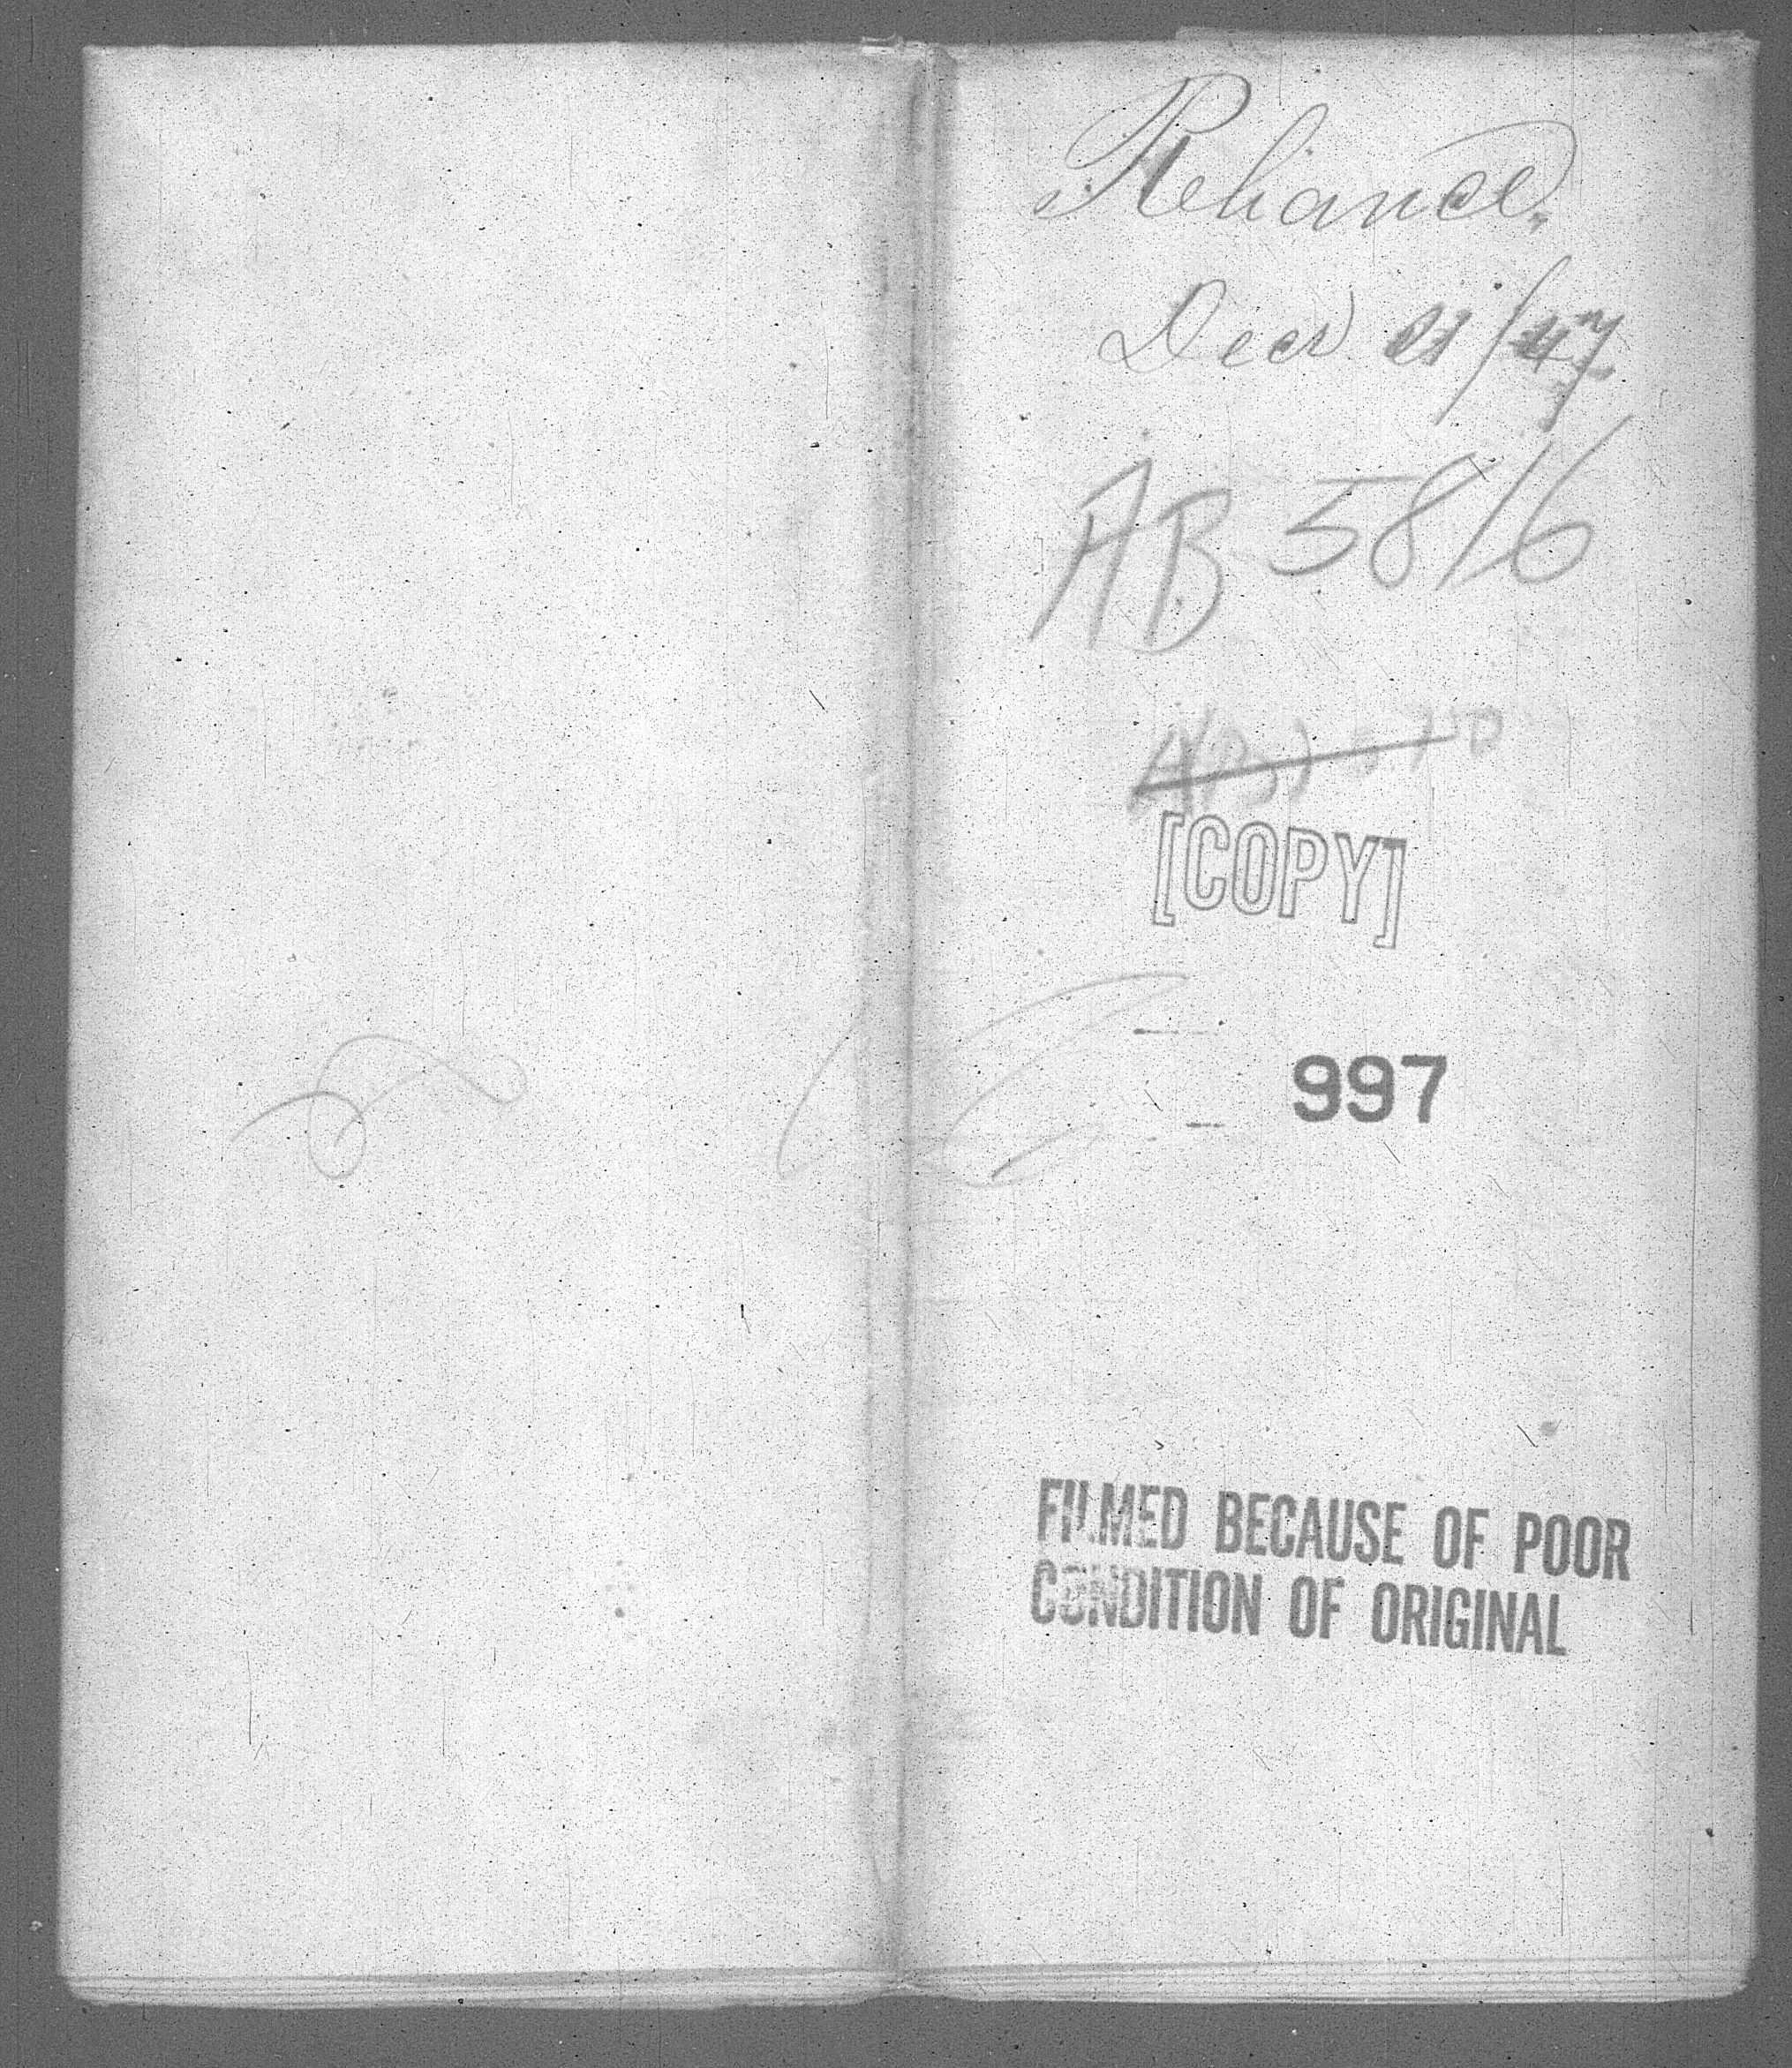 Reliance
Dec 21/47
AB 5816
[COPY]
997
FILMED BECAUSE OF POOR
CONDITION OF ORIGINAL